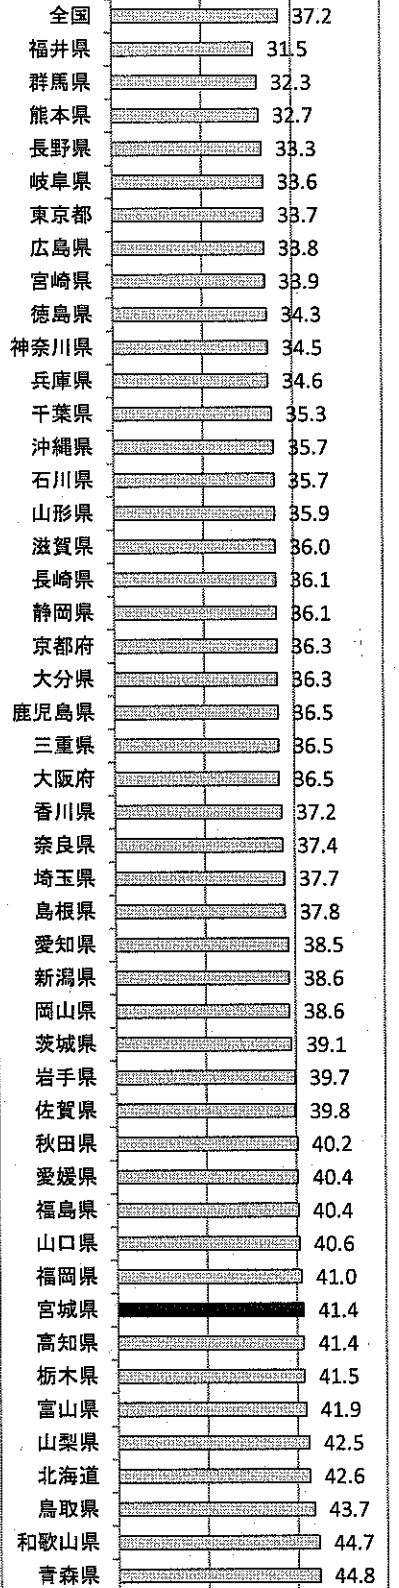 全国 37.2
福井県 31.5
群馬県 32.3
熊本県 32.7
長野県 33.3
岐阜県 33.6
東京都 33.7
広島県 33.8
宮崎県 33.9
徳島県 34.3
神奈川県 34.5
兵庫県 34.6
千葉県 35.3
沖縄県 35.7
石川県 35.7
山形県 35.9
滋賀県 36.0
長崎県 36.1
静岡県 36.1
京都府 36.3
大分県 36.3
鹿児島県 36.5
三重県 36.5
大阪府 36.5
香川県 37.2
奈良県 37.4
埼玉県 37.7
島根県 37.8
愛知県 38.5
新潟県 38.6
岡山県 38.6
茨城県 39.1
岩手県 39.7
佐賀県 39.8
秋田県 40.2
愛媛県 40.4
福島県 40.4
山口県 40.6
福岡県 41.0
宮城県 41.4
高知県 41.4
栃木県 41.5
富山県 41.9
山梨県 42.5
北海道 42.6
鳥取県 43.7
和歌山県 44.7
青森県 44.8